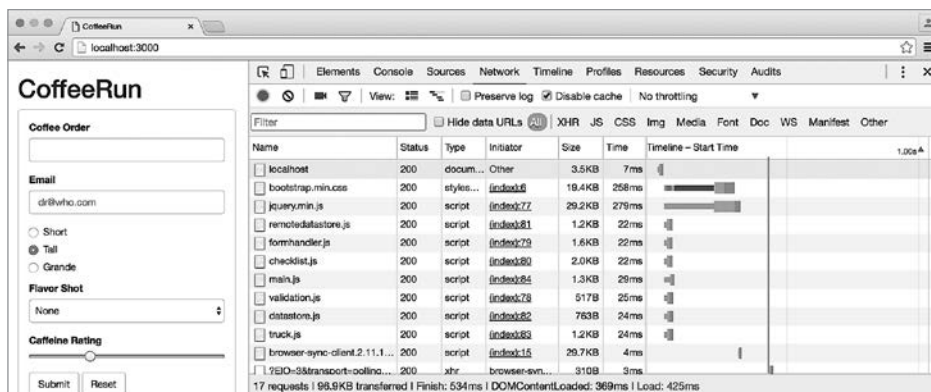 CoffeeRun
localhost:3000
CoffeeRun
Coffee Order
Email
dr@who.com
Short
Tall
Grande
Flavor Shot
None
Caffeine Rating
Submit Reset
Elements Console Sources Network Timeline Profiles Resources Security Audits
View: Preserve log Disable cache No throttling
Filter Hide data URLs All XHR JS CSS Img Media Font Doc WS Manifest Other
Name Status Type Initiator Size Time Timeline – Start Time 1.00s
localhost 200 docum... Other 3.5KB 7ms
bootstrap.min.css 200 styles... (index):6 19.4KB 258ms
jquery.min.js 200 script (index):77 29.2KB 279ms
remotedatastore.js 200 script (index):81 1.2KB 22ms
formhandler.js 200 script (index):79 1.6KB 22ms
checklist.js 200 script (index):80 2.0KB 22ms
main.js 200 script (index):84 1.3KB 29ms
validation.js 200 script (index):78 517B 25ms
datastore.js 200 script (index):82 763B 24ms
truck.js 200 script (index):83 1.2KB 24ms
browser-sync-client.2.11.1... 200 script (index):15 29.7KB 4ms
?EIO=3&transport=polling... 200 xhr browser-syn... 310B 3ms
17 requests | 96.9KB transferred | Finish: 534ms | DOMContentLoaded: 369ms | Load: 425ms